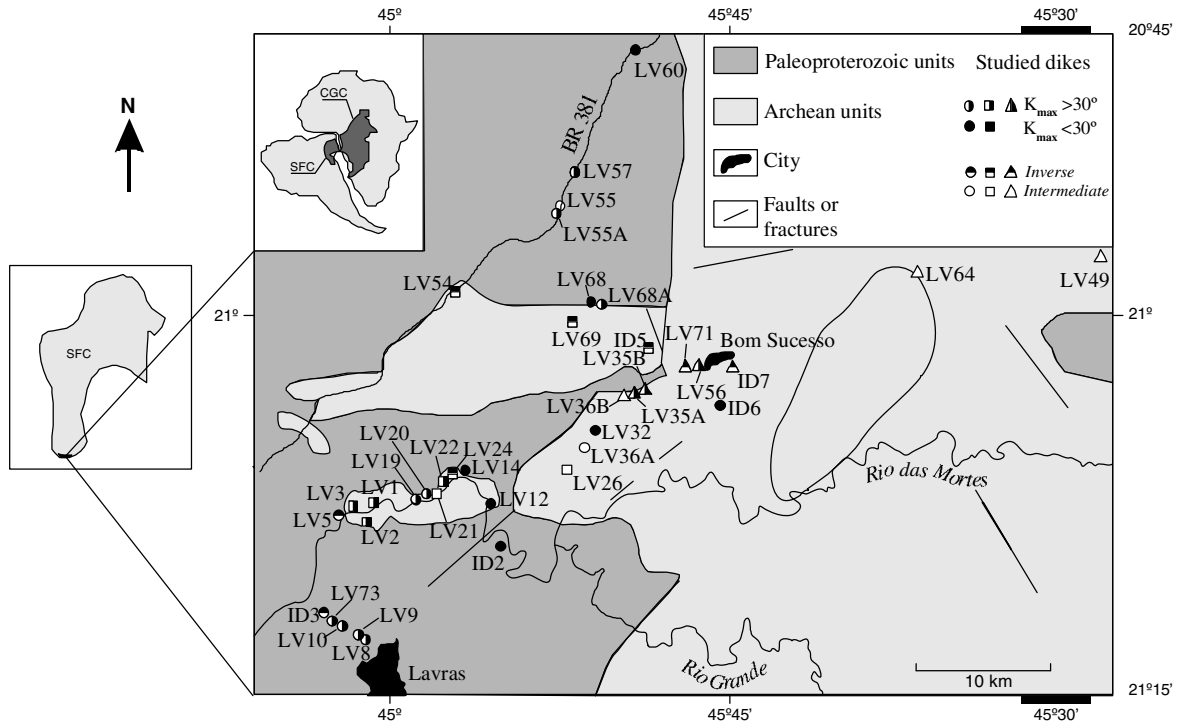 45º
45º45'
45º30'
20º45'
N
CGC
SFC
BR 381
LV60
Paleoproterozoic units
Archean units
City
Faults or
fractures
Studied dikes
Kmax >30º
Kmax <30º
Inverse
Intermediate
LV57
LV55
LV55A
LV54
LV68
LV68A
LV64
LV49
21º
21º
SFC
LV69
ID5
LV71
Bom Sucesso
LV35B
LV56
ID7
LV36B
LV35A
ID6
LV32
LV20
LV22
LV24
LV36A
LV19
LV14
LV26
Rio das Mortes
LV3
LV1
LV12
LV5
LV2
LV21
ID2
LV73
ID3
LV9
LV10
LV8
Lavras
Rio Grande
10 km
21º15'
45º
45º45'
45º30'